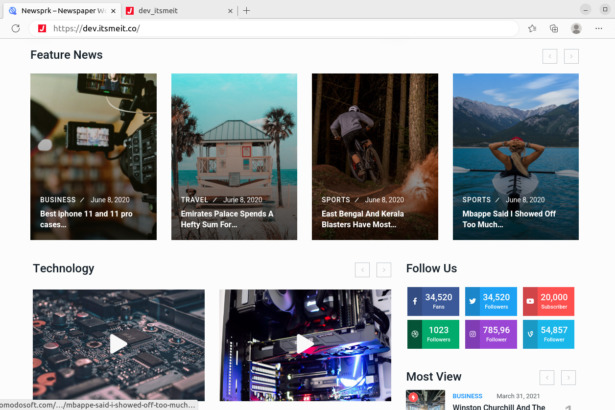 Newsprk – Newspaper Wo
dev_itsmeit
https://dev.itsmeit.co/
Feature News
BUSINESS / June 8, 2020
Best iphone 11 and 11 pro
cases...
TRAVEL / June 8, 2020
Emirates Palace Spends A
Hefty Sum For...
SPORTS / June 8, 2020
East Bengal And Kerala
Blasters Have Most...
SPORTS / June 8, 2020
Mbappe Said I Showed Off
Too Much...
Technology
Follow Us
34,520
Fans
34,520
Followers
20,000
Subscriber
1023
Followers
785,96
Follower
54,857
Follower
Most View
BUSINESS March 31, 2021
Winston Churchill And The
omodosoft.com/.../mbappe-said-i-showed-off-too-much...